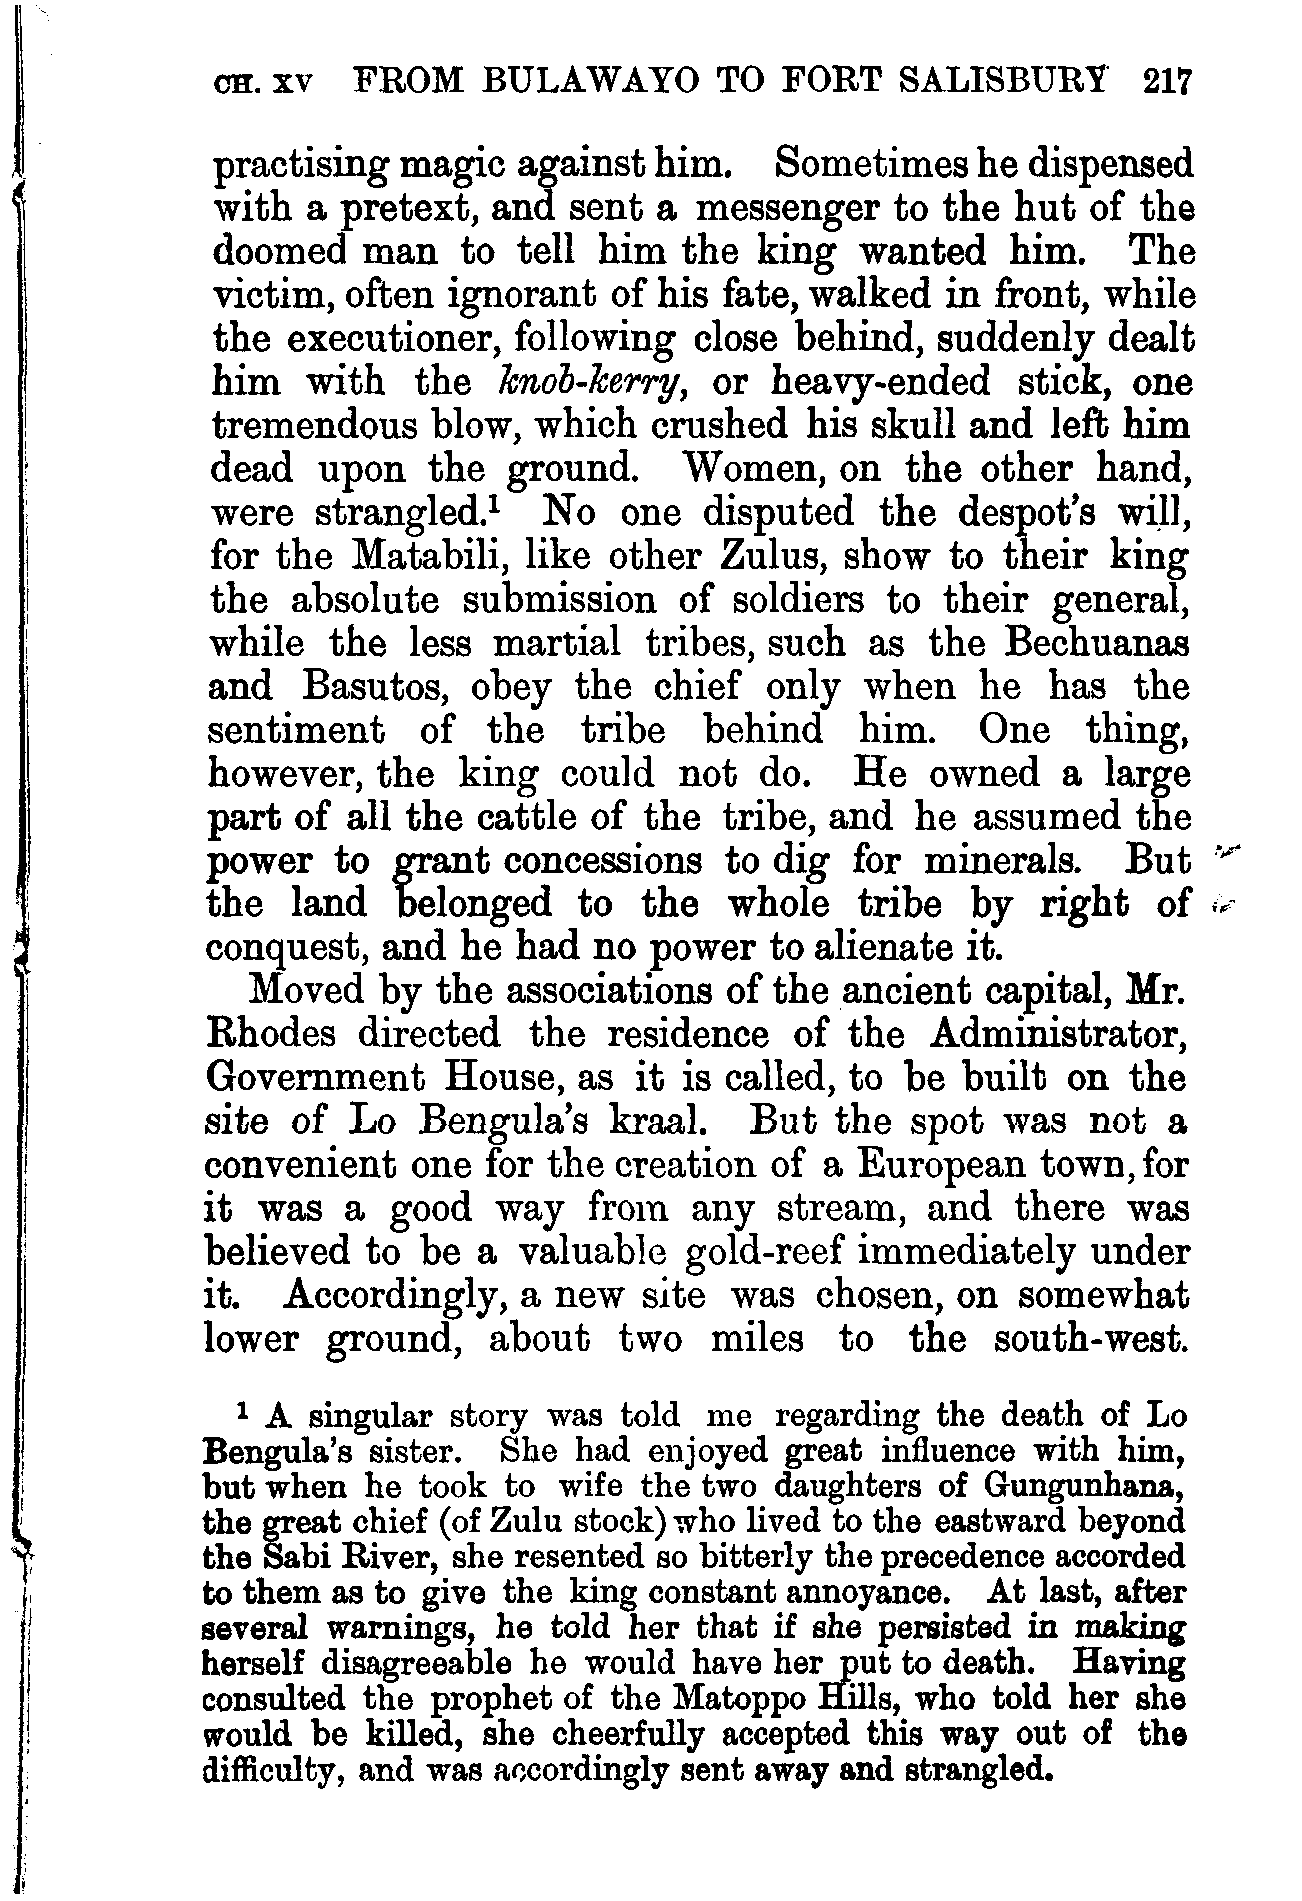 CH. XV FROM BULAWAYO TO FORT SALISBURY 217
practising magic against him. Sometimes he dispensed
with a pretext, and sent a messenger to the hut of the
doomed man to tell him the king wanted him. The
victim, often ignorant of his fate, walked in front, while
the executioner, following close behind, suddenly dealt
him with the knob-kerry, or heavy-ended stick, one
tremendous blow, which crushed his skull and left him
dead upon the ground. Women, on the other hand,
were strangled.¹ No one disputed the despot's will,
for the Matabili, like other Zulus, show to their king
the absolute submission of soldiers to their general,
while the less martial tribes, such as the Bechuanas
and Basutos, obey the chief only when he has the
sentiment of the tribe behind him. One thing,
however, the king could not do. He owned a large
part of all the cattle of the tribe, and he assumed the
power to grant concessions to dig for minerals. But
the land belonged to the whole tribe by right of
conquest, and he had no power to alienate it.
Moved by the associations of the ancient capital, Mr.
Rhodes directed the residence of the Administrator,
Government House, as it is called, to be built on the
site of Lo Bengula's kraal. But the spot was not a
convenient one for the creation of a European town, for
it was a good way from any stream, and there was
believed to be a valuable gold-reef immediately under
it. Accordingly, a new site was chosen, on somewhat
lower ground, about two miles to the south-west.
¹ A singular story was told me regarding the death of Lo
Bengula's sister. She had enjoyed great influence with him,
but when he took to wife the two daughters of Gungunhana,
the great chief (of Zulu stock) who lived to the eastward beyond
the Sabi River, she resented so bitterly the precedence accorded
to them as to give the king constant annoyance. At last, after
several warnings, he told her that if she persisted in making
herself disagreeable he would have her put to death. Having
consulted the prophet of the Matoppo Hills, who told her she
would be killed, she cheerfully accepted this way out of the
difficulty, and was accordingly sent away and strangled.